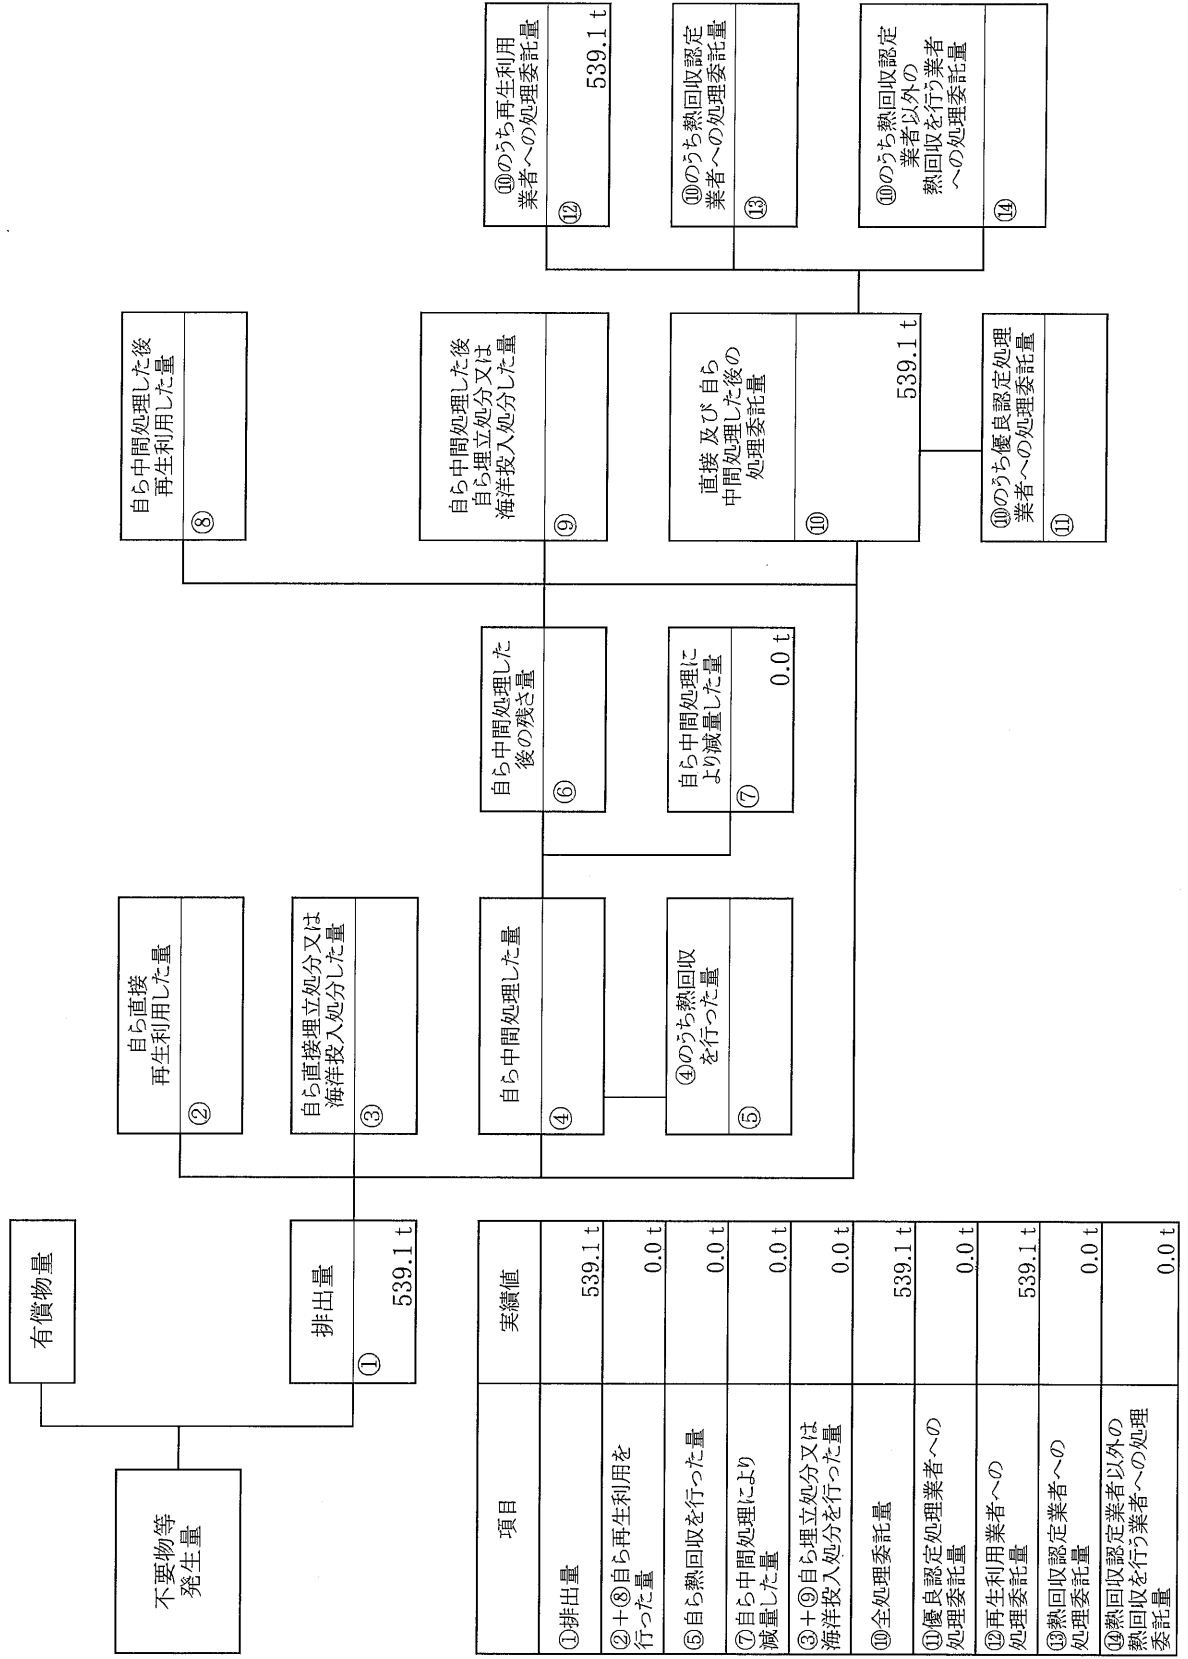 不要物等
発生量
有償物量
排出量
①
539.1 t
自ら直接
再生利用した量
②
自ら直接埋立処分又は
海洋投入処分した量
③
自ら中間処理した量
④
④のうち熱回収
を行った量
⑤
自ら中間処理した
後の残さ量
⑥
自ら中間処理に
より減量した量
⑦
0.0 t
自ら中間処理した後
再生利用した量
⑧
自ら中間処理した後
自ら埋立処分又は
海洋投入処分した量
⑨
直接 及び 自ら
中間処理した後の
処理委託量
⑩
539.1 t
⑩のうち優良認定処理
業者への処理委託量
⑪
⑩のうち再生利用
業者への処理委託量
⑫
539.1 t
⑩のうち熱回収認定
業者への処理委託量
⑬
⑩のうち熱回収認定
業者以外の
熱回収を行う業者
への処理委託量
⑭
項目 実績値
①排出量 539.1 t
②+⑧自ら再生利用を
行った量 0.0 t
⑤自ら熱回収を行った量 0.0 t
⑦自ら中間処理により
減量した量 0.0 t
③+⑨自ら埋立処分又は
海洋投入処分を行った量 0.0 t
⑩全処理委託量 539.1 t
⑪優良認定処理業者への
処理委託量 0.0 t
⑫再生利用業者への
処理委託量 539.1 t
⑬熱回収認定業者への
処理委託量 0.0 t
⑭熱回収認定業者以外の
熱回収を行う業者への処理
委託量 0.0 t